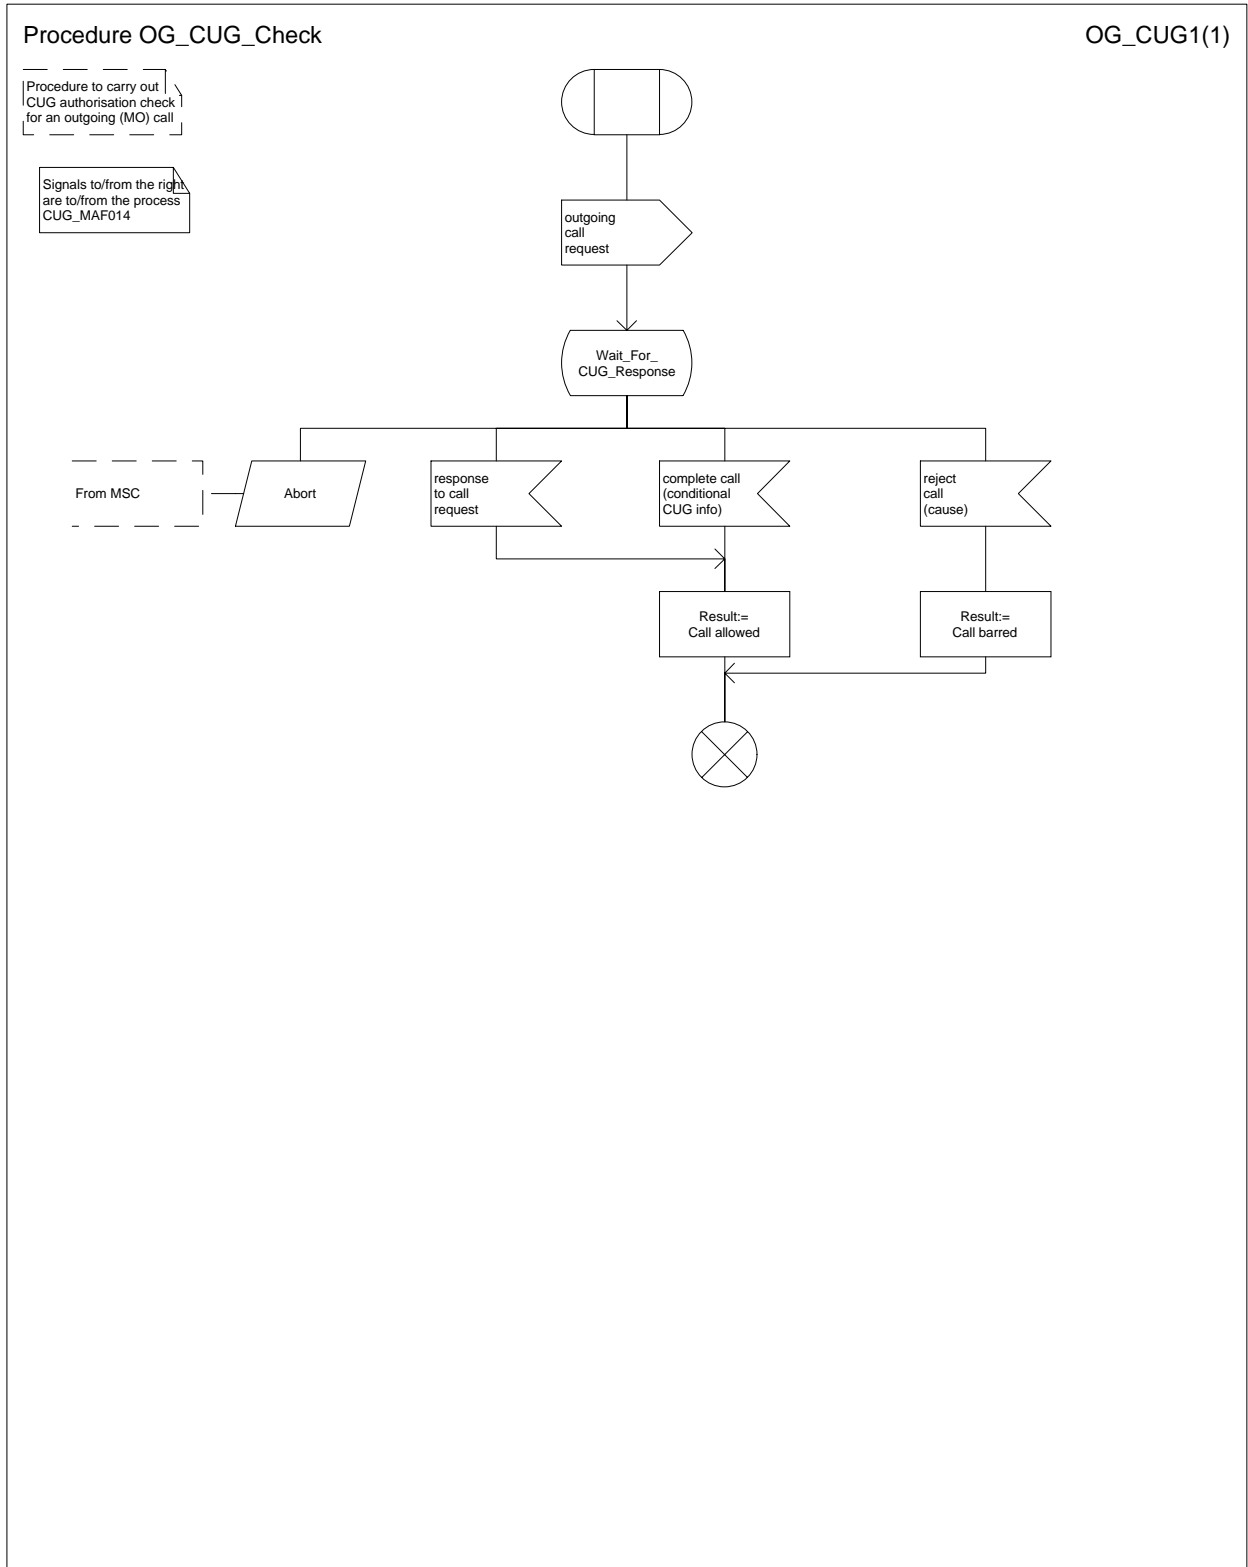 Procedure OG_CUG_Check
OG_CUG1(1)
Procedure to carry out
CUG authorisation check
for an outgoing (MO) call
Signals to/from the right
are to/from the process
CUG_MAF014
outgoing
call
request
Wait_For_
CUG_Response
From MSC
Abort
response
to call
request
complete call
(conditional
CUG info)
reject
call
(cause)
Result:=
Call allowed
Result:=
Call barred